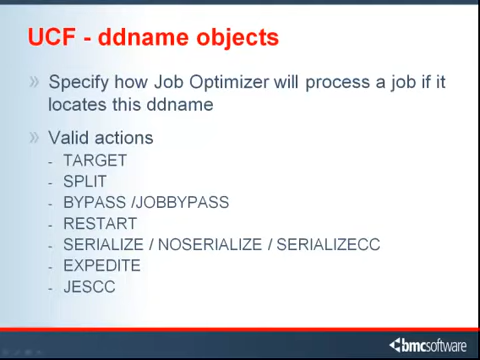 UCF - ddname objects
» Specify how Job Optimizer will process a job if it
locates this ddname
» Valid actions
- TARGET
- SPLIT
- BYPASS /JOBBYPASS
- RESTART
- SERIALIZE / NOSERIALIZE / SERIALIZECC
- EXPEDITE
- JESCC
bmcsoftware